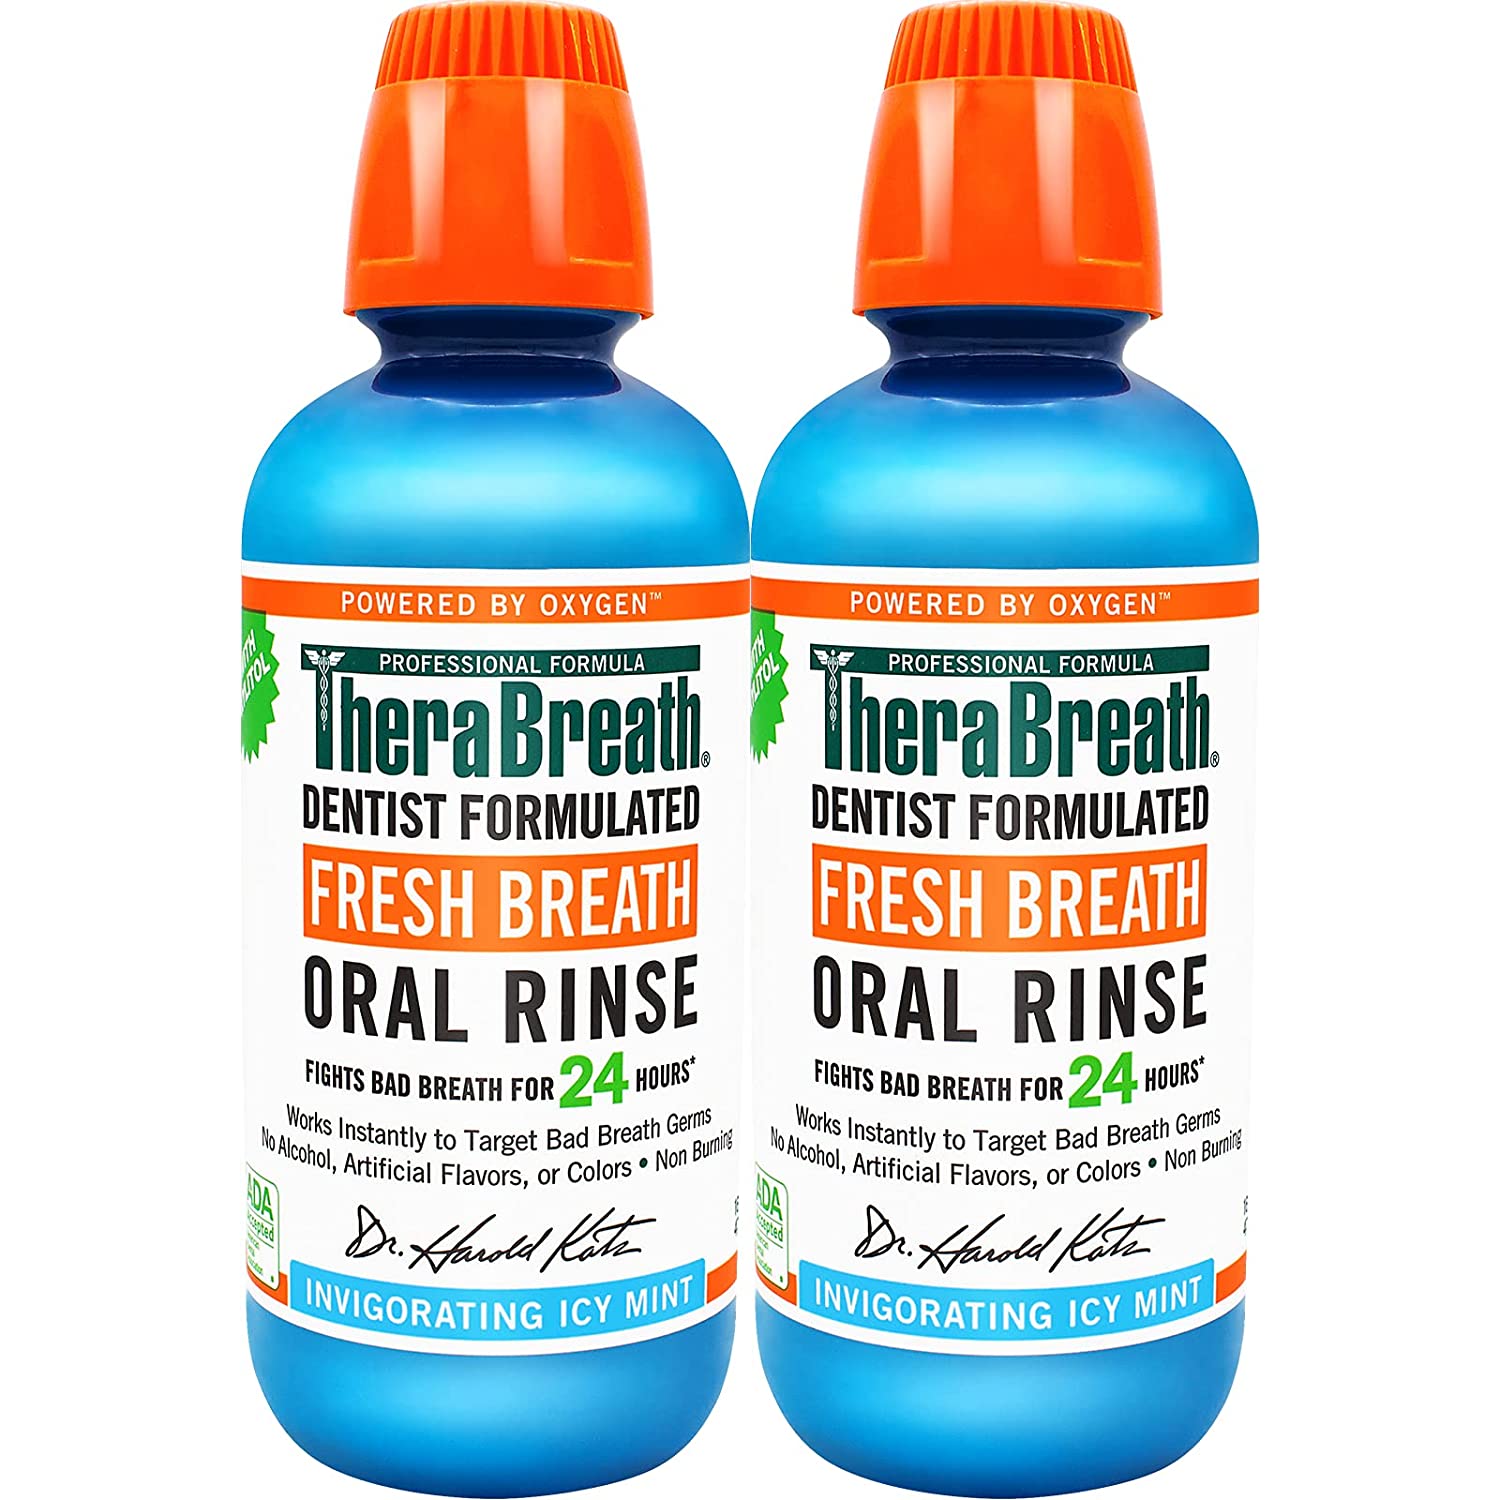 POWERED BY OXYGEN™
PROFESSIONAL FORMULA
TheraBreath®
DENTIST FORMULATED
FRESH BREATH
ORAL RINSE
FIGHTS BAD BREATH FOR 24 HOURS*
Works Instantly to Target Bad Breath Germs
No Alcohol, Artificial Flavors, or Colors • Non Burning
ADA
Dr. Harold Katz
INVIGORATING ICY MINT
POWERED BY OXYGEN™
PROFESSIONAL FORMULA
TheraBreath®
DENTIST FORMULATED
FRESH BREATH
ORAL RINSE
FIGHTS BAD BREATH FOR 24 HOURS*
Works Instantly to Target Bad Breath Germs
No Alcohol, Artificial Flavors, or Colors • Non Burning
ADA
Dr. Harold Katz
INVIGORATING ICY MINT